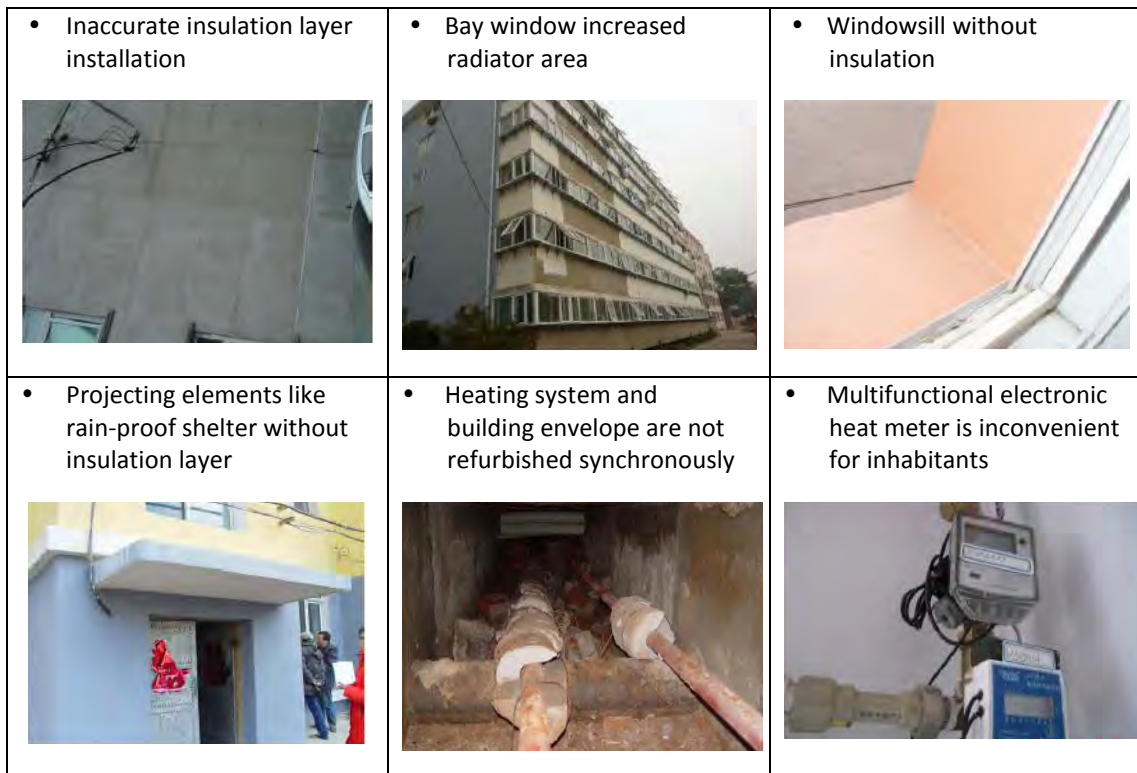 • Inaccurate insulation layer
installation
• Bay window increased
radiator area
• Windowsill without
insulation
• Projecting elements like
rain-proof shelter without
insulation layer
• Heating system and
building envelope are not
refurbished synchronously
• Multifunctional electronic
heat meter is inconvenient
for inhabitants